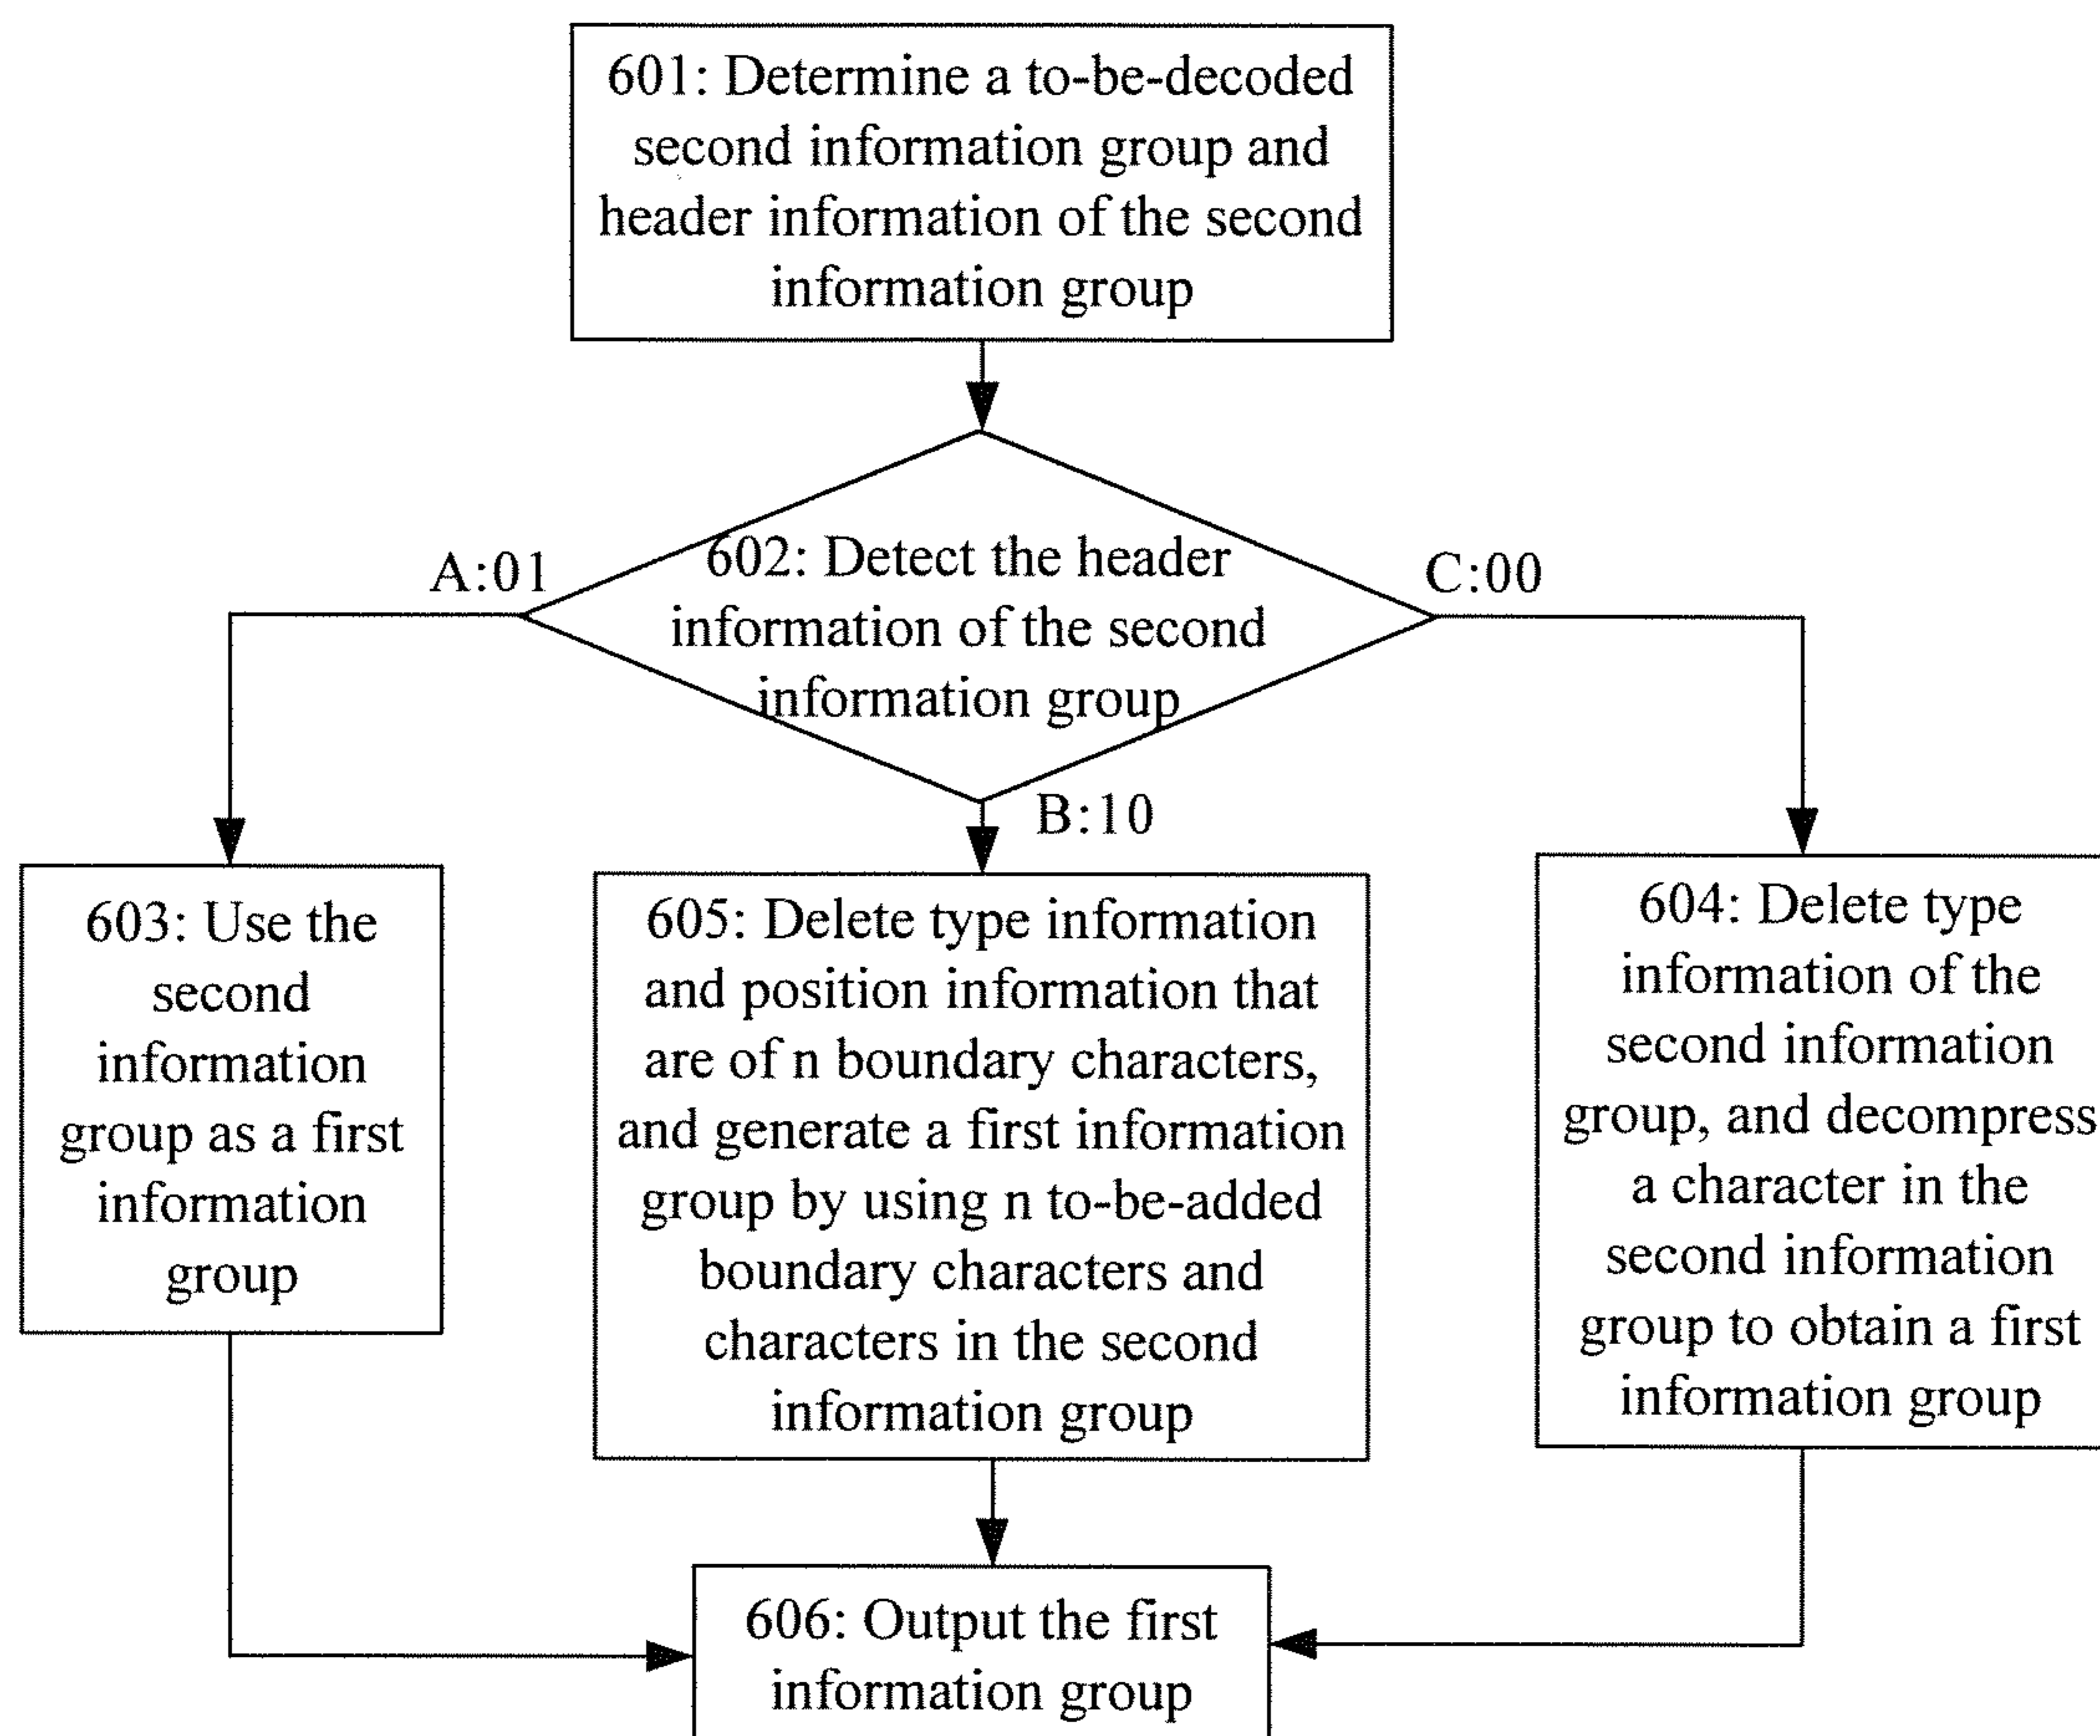 601: Determine a to-be-decoded
second information group and
header information of the second
information group
A:01
602: Detect the header
information of the second
information group
C:00
B:10
603: Use the
second
information
group as a first
information
group
605: Delete type information
and position information that
are of n boundary characters,
and generate a first information
group by using n to-be-added
boundary characters and
characters in the second
information group
604: Delete type
information of the
second information
group, and decompress
a character in the
second information
group to obtain a first
information group
606: Output the first
information group